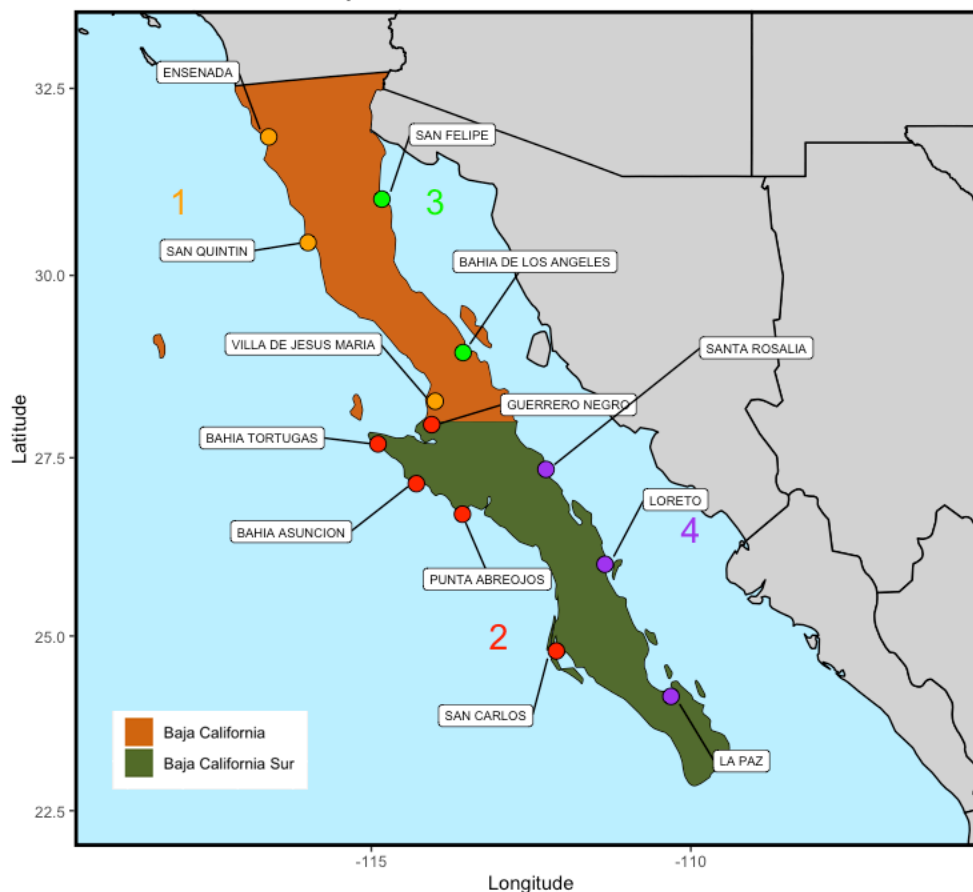 ENSENADA
32.5
SAN FELIPE
1
3
SAN QUINTIN
BAHIA DE LOS ANGELES
30.0
VILLA DE JESUS MARIA
SANTA ROSALIA
GUERRERO NEGRO
BAHIA TORTUGAS
Latitude
27.5
LORETO
BAHIA ASUNCION
4
PUNTA ABREOJOS
25.0
2
SAN CARLOS
Baja California
Baja California Sur
LA PAZ
22.5
-115
-110
Longitude